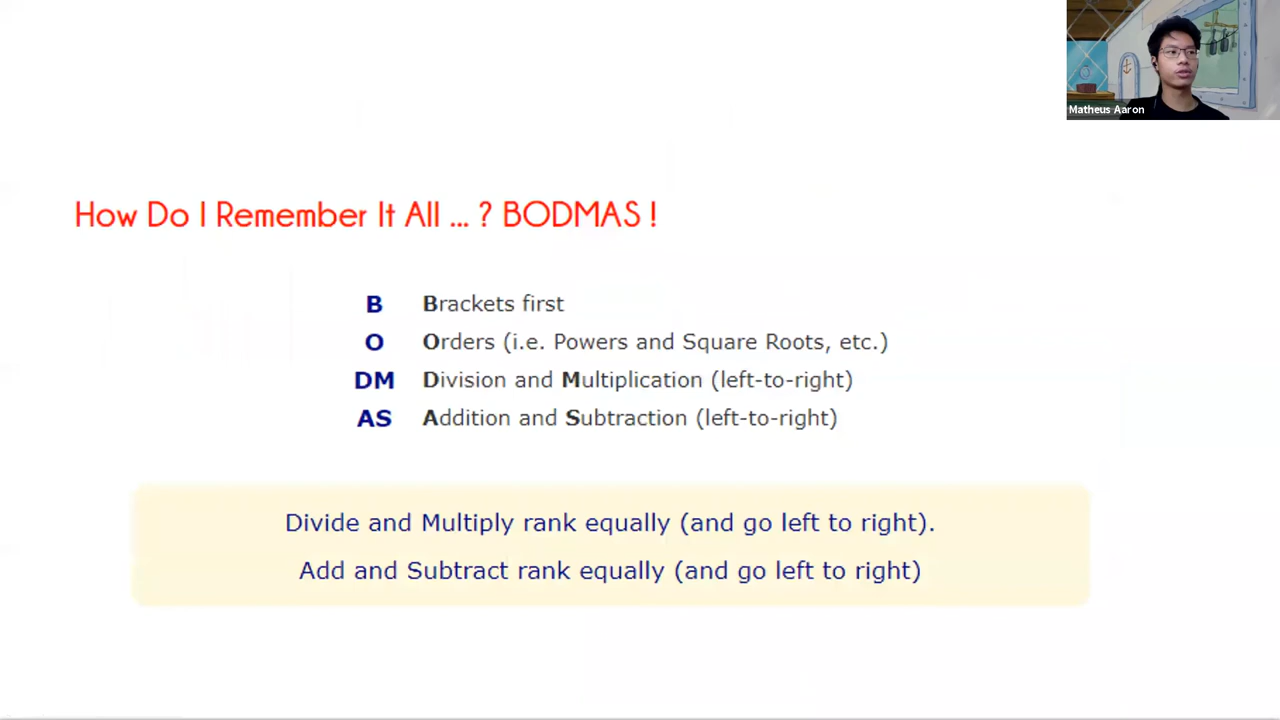 Matheus Aaron
How Do I Remember It All ... ? BODMAS !
B Brackets first
O Orders (i.e. Powers and Square Roots, etc.)
DM Division and Multiplication (left-to-right)
AS Addition and Subtraction (left-to-right)
Divide and Multiply rank equally (and go left to right).
Add and Subtract rank equally (and go left to right)